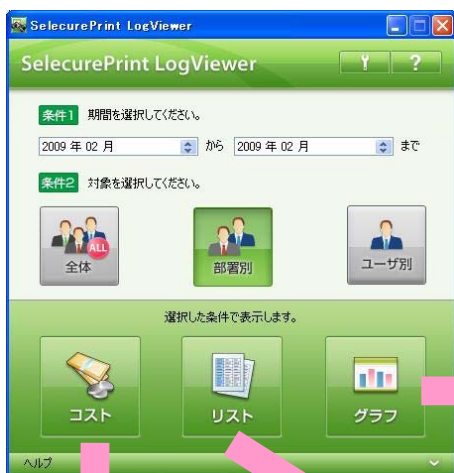 SelecurePrint LogViewer
SelecurePrint LogViewer ?
条件1 期間を選択してください。
2009 年 02 月 から 2009 年 02 月 まで
条件2 対象を選択してください。
ALL
全体 部署別 ユーザ別
選択した条件で表示します。
コスト リスト グラフ
ヘルプ